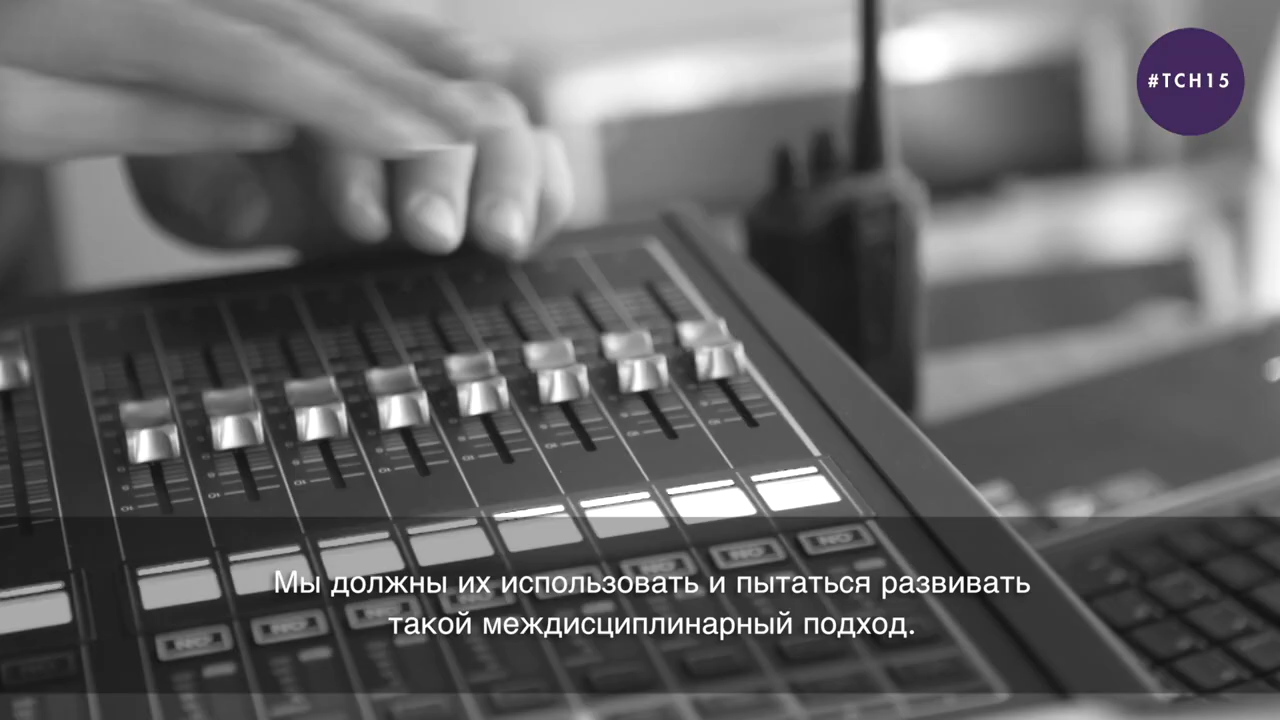 #TCH15
Мы должны их использовать и пытаться развивать
такой междисциплинарный подход.